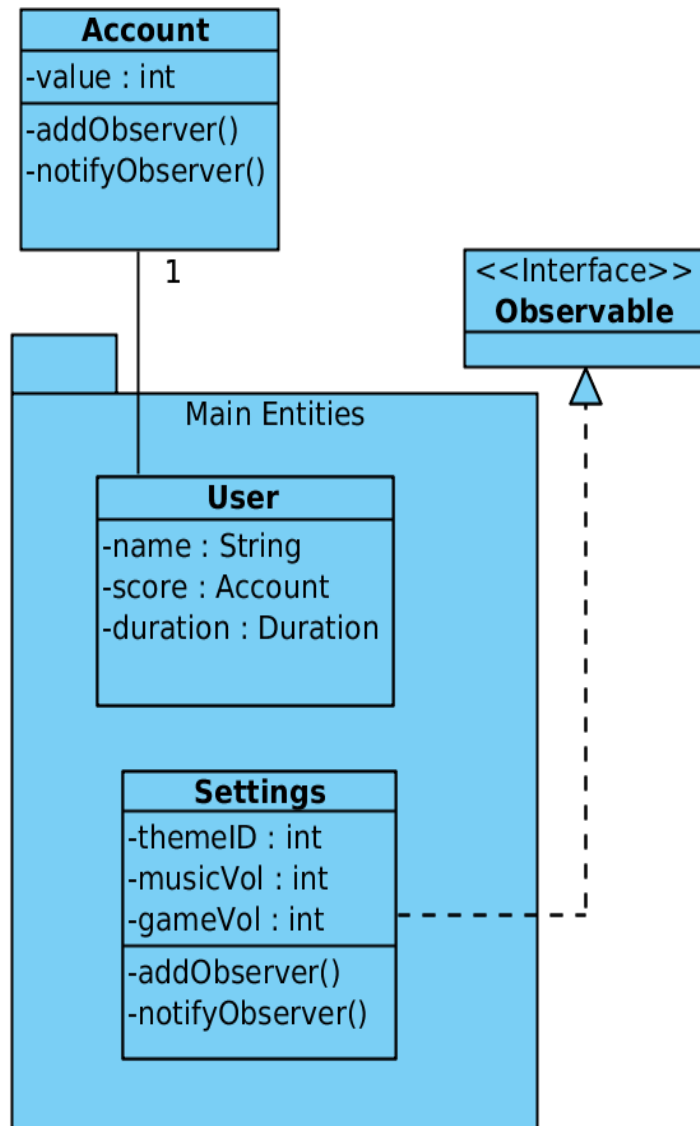 Account
-value : int
-addObserver()
-notifyObserver()
1
<<Interface>>
Observable
Main Entities
User
-name : String
-score : Account
-duration : Duration
Settings
-themeID : int
-musicVol : int
-gameVol : int
-addObserver()
-notifyObserver()